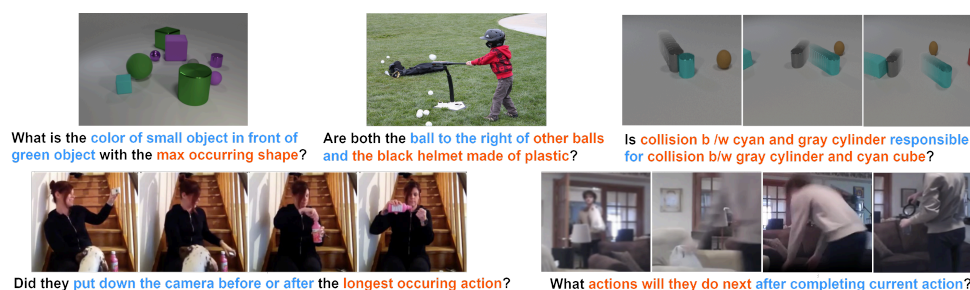 What is the color of small object in front of
green object with the max occurring shape?
Are both the ball to the right of other balls
and the black helmet made of plastic?
Is collision b /w cyan and gray cylinder responsible
for collision b/w gray cylinder and cyan cube?
Did they put down the camera before or after the longest occuring action?
What actions will they do next after completing current action?